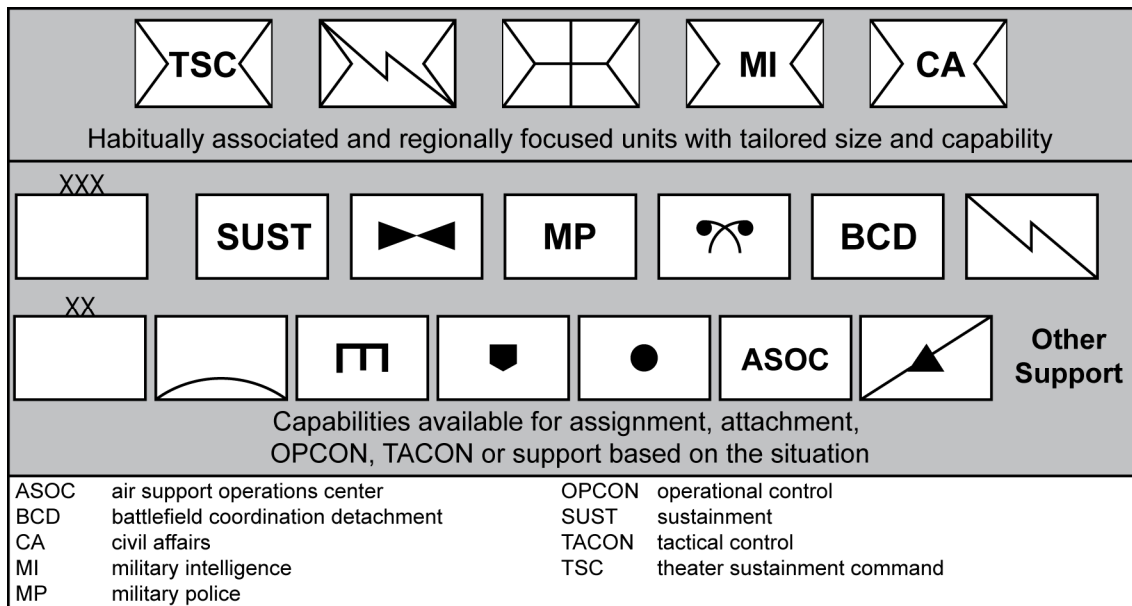 TSC MI CA
Habitually associated and regionally focused units with tailored size and capability
XXX
SUST MP BCD
XX
ASOC Other Support
Capabilities available for assignment, attachment,
OPCON, TACON or support based on the situation
ASOC air support operations center
BCD battlefield coordination detachment
CA civil affairs
MI military intelligence
MP military police
OPCON operational control
SUST sustainment
TACON tactical control
TSC theater sustainment command